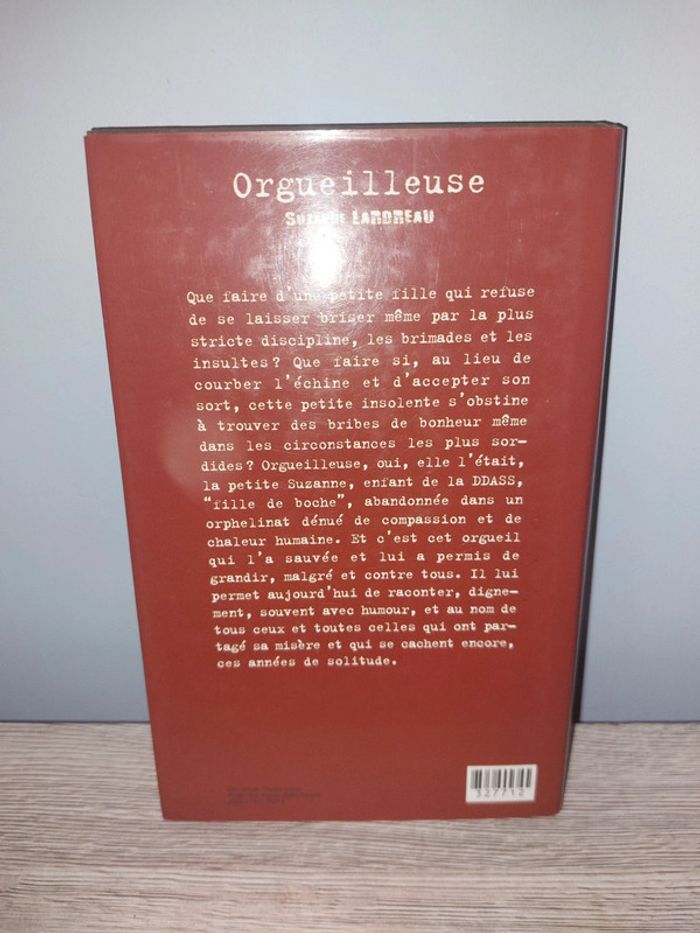 Orgueilleuse
LARDREAU
Que faire d'une petite fille qui refuse
de se laisser briser même par la plus
stricte discipline, les brimades et les
insultes ? Que faire si, au lieu de
courber l'échine et d'accepter son
sort, cette petite insolente s'obstine
à trouver des bribes de bonheur même
dans les circonstances les plus sor-
dides ? Orgueilleuse, oui, elle l'était,
la petite Suzanne, enfant de la DDASS,
"fille de boche", abandonnée dans un
orphelinat dénué de compassion et de
chaleur humaine. Et c'est cet orgueil
qui l'a sauvée et lui a permis de
grandir, malgré et contre tous. Il lui
permet aujourd'hui de raconter, digne-
ment, souvent avec humour, et au nom de
tous ceux et toutes celles qui ont par-
tagé sa misère et qui se cachent encore,
ces années de solitude.
327712